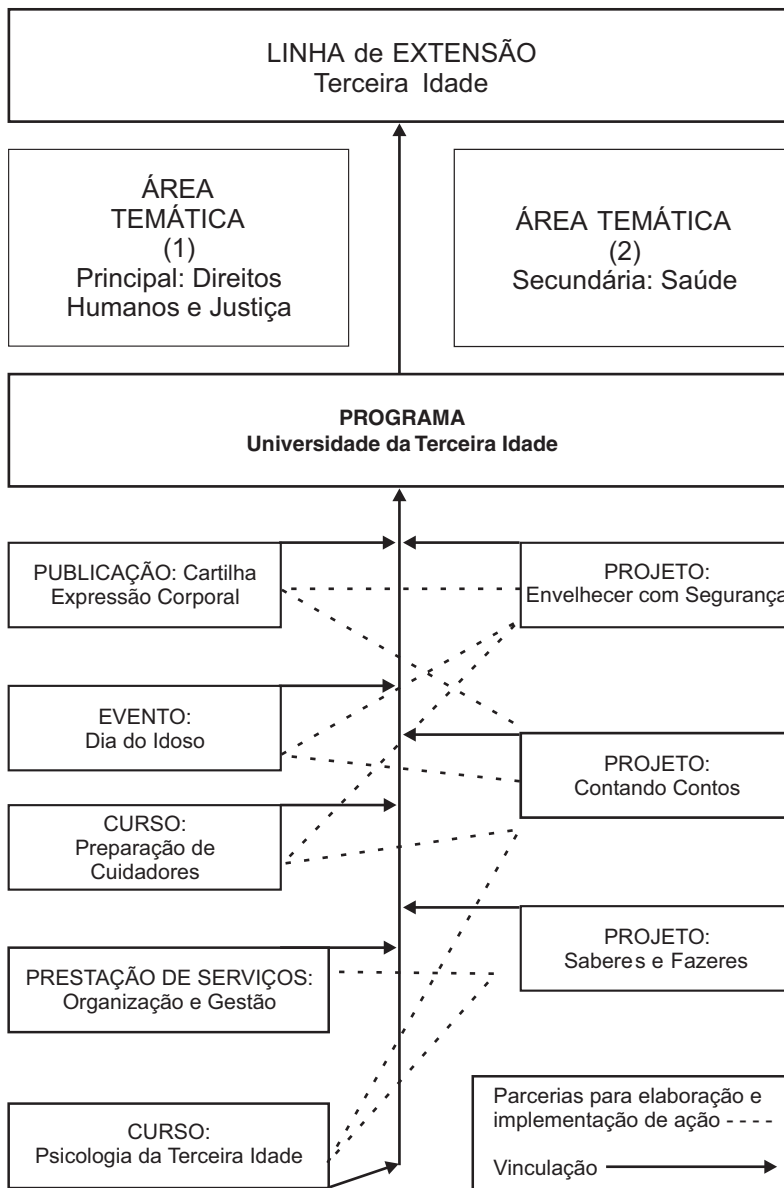 LINHA de EXTENSÃO
Terceira Idade
ÁREA
TEMÁTICA
(1)
Principal: Direitos
Humanos e Justiça
ÁREA TEMÁTICA
(2)
Secundária: Saúde
PROGRAMA
Universidade da Terceira Idade
PUBLICAÇÃO: Cartilha
Expressão Corporal
PROJETO:
Envelhecer com Segurança
EVENTO:
Dia do Idoso
PROJETO:
Contando Contos
CURSO:
Preparação de
Cuidadores
PROJETO:
Saberes e Fazeres
PRESTAÇÃO DE SERVIÇOS:
Organização e Gestão
CURSO:
Psicologia da Terceira Idade
Parcerias para elaboração e
implementação de ação
Vinculação